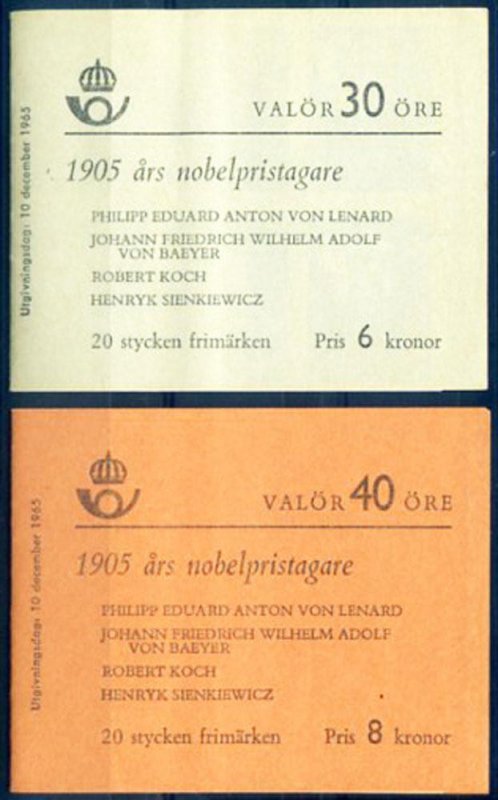 Utgivningsdag: 10 december 1965
VALÖR 30 ÖRE
1905 års nobelpristagare
PHILIPP EDUARD ANTON VON LENARD
JOHANN FRIEDRICH WILHELM ADOLF
VON BAEYER
ROBERT KOCH
HENRYK SIENKIEWICZ
20 stycken frimärken Pris 6 kronor
Utgivningsdag: 10 december 1965
VALÖR 40 ÖRE
1905 års nobelpristagare
PHILIPP EDUARD ANTON VON LENARD
JOHANN FRIEDRICH WILHELM ADOLF
VON BAEYER
ROBERT KOCH
HENRYK SIENKIEWICZ
20 stycken frimärken Pris 8 kronor